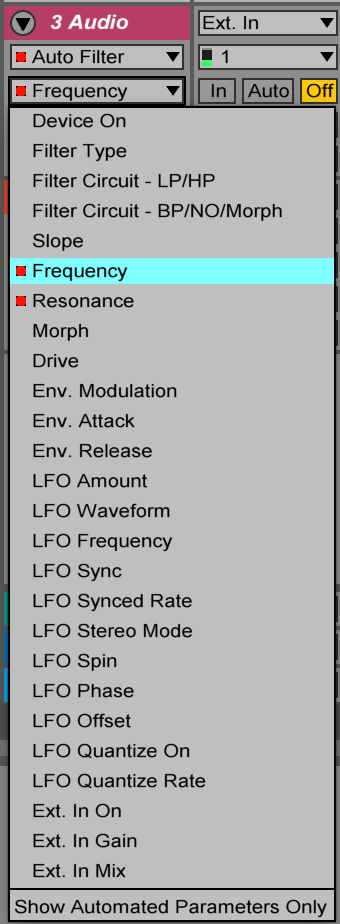 3 Audio
Ext. In
Auto Filter
1
Frequency
In Auto Off
Device On
Filter Type
Filter Circuit - LP/HP
Filter Circuit - BP/NO/Morph
Slope
Frequency
Resonance
Morph
Drive
Env. Modulation
Env. Attack
Env. Release
LFO Amount
LFO Waveform
LFO Frequency
LFO Sync
LFO Synced Rate
LFO Stereo Mode
LFO Spin
LFO Phase
LFO Offset
LFO Quantize On
LFO Quantize Rate
Ext. In On
Ext. In Gain
Ext. In Mix
Show Automated Parameters Only